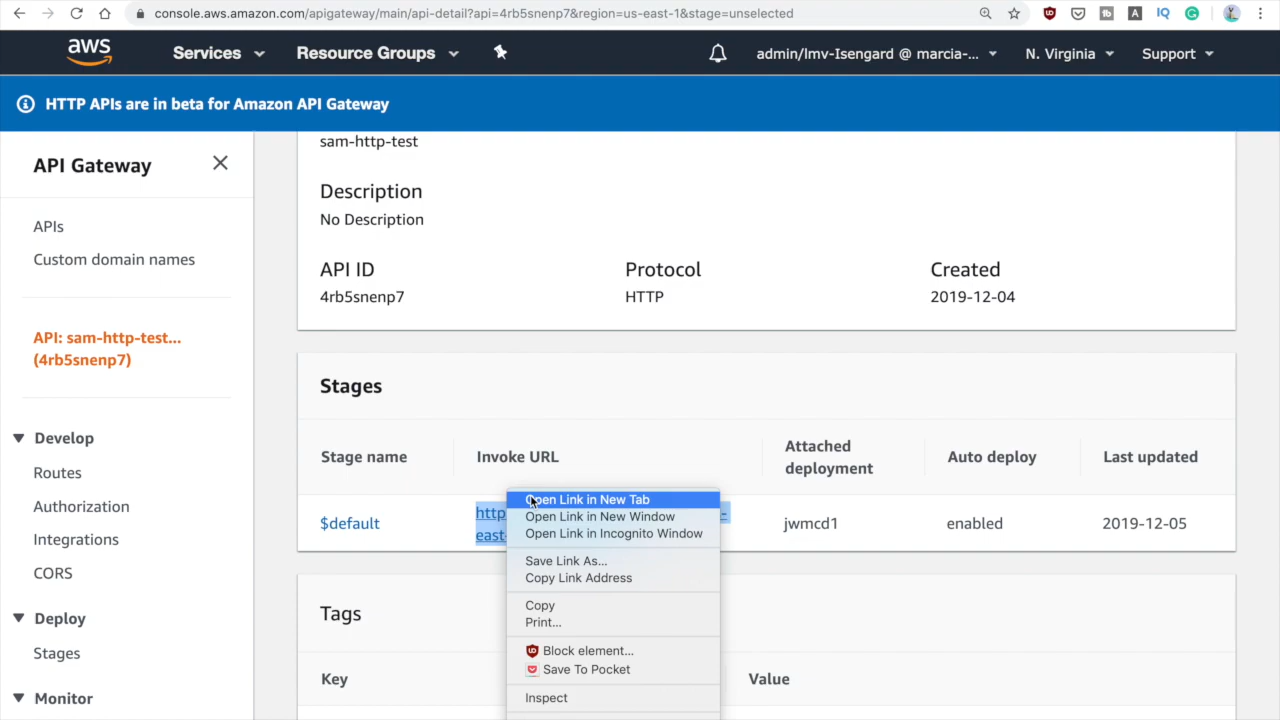 console.aws.amazon.com/apigateway/main/api-detail?api=4rb5snenp7&region=us-east-1&stage=unselected
aws
Services
Resource Groups
admin/lmv-Isengard @ marcia-...
N. Virginia
Support
HTTP APIs are in beta for Amazon API Gateway
API Gateway
APIs
Custom domain names
API: sam-http-test...
(4rb5snenp7)
Develop
Routes
Authorization
Integrations
CORS
Deploy
Stages
Monitor
sam-http-test
Description
No Description
API ID
Protocol
Created
4rb5snenp7
HTTP
2019-12-04
Stages
Stage name
Invoke URL
Attached
deployment
Auto deploy
Last updated
$default
http
east-
jwmcd1
enabled
2019-12-05
Open Link in New Tab
Open Link in New Window
Open Link in Incognito Window
Save Link As...
Copy Link Address
Copy
Print...
Block element...
Save To Pocket
Inspect
Tags
Key
Value